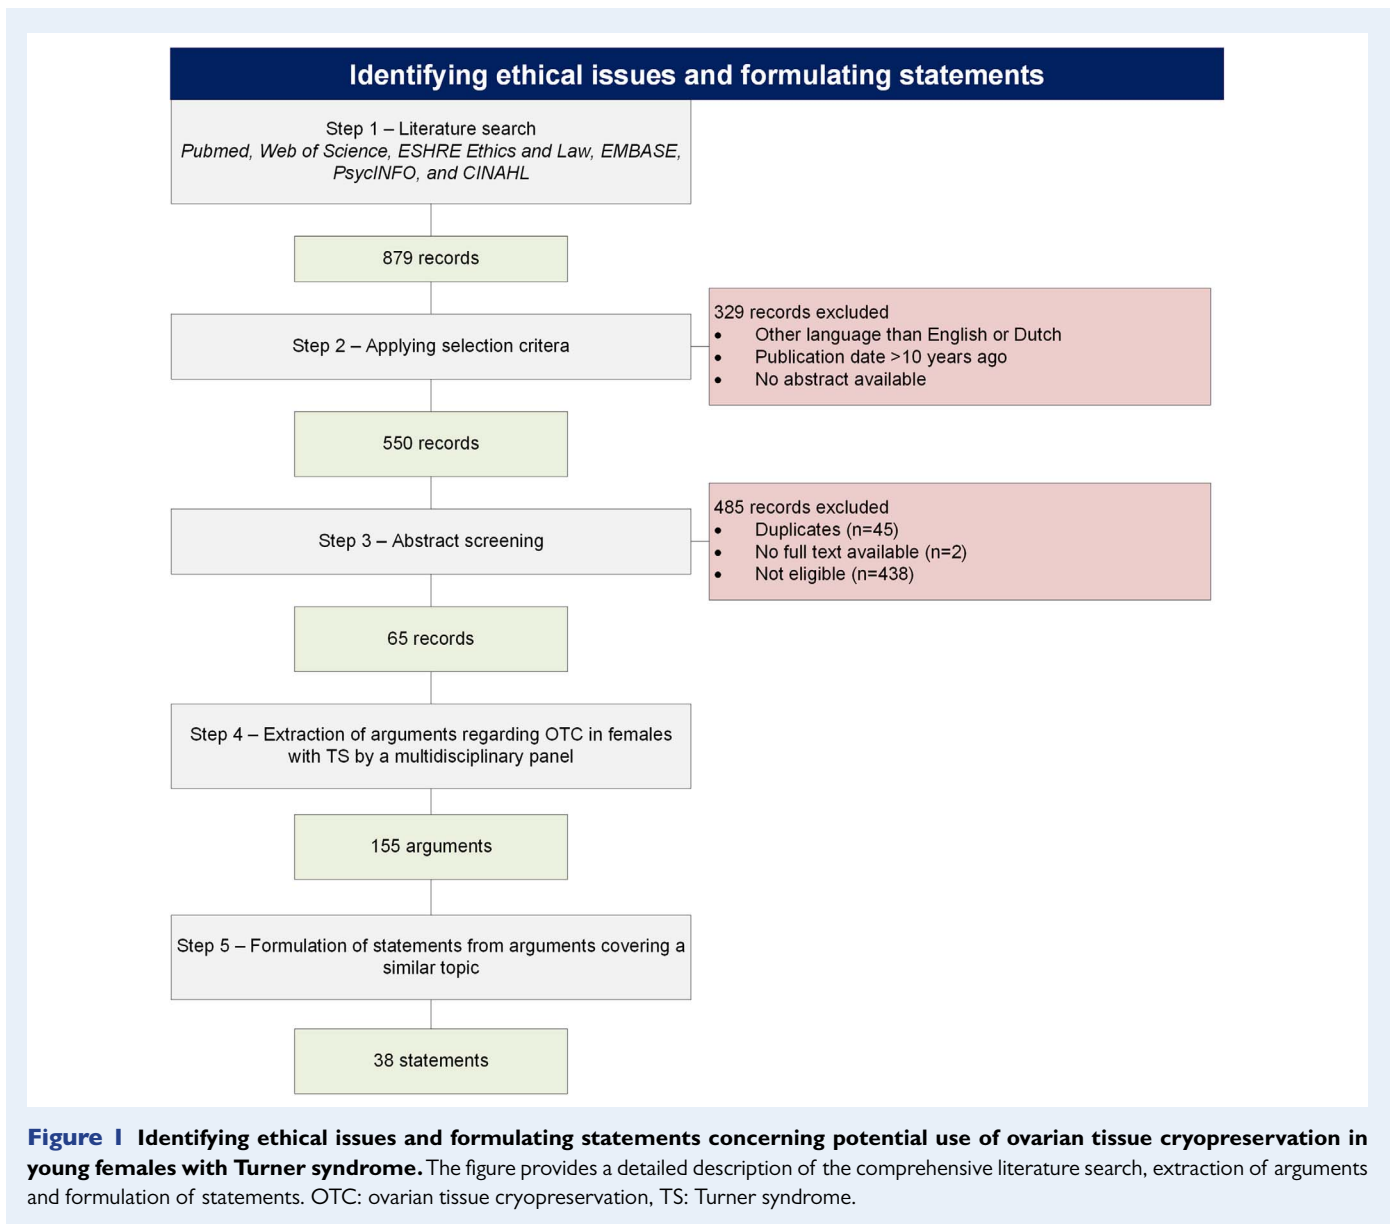 Identifying ethical issues and formulating statements
Step 1 – Literature search
Pubmed, Web of Science, ESHRE Ethics and Law, EMBASE,
PsycINFO, and CINAHL
879 records
329 records excluded
• Other language than English or Dutch
• Publication date >10 years ago
• No abstract available
Step 2 – Applying selection critera
550 records
485 records excluded
• Duplicates (n=45)
• No full text available (n=2)
• Not eligible (n=438)
Step 3 – Abstract screening
65 records
Step 4 – Extraction of arguments regarding OTC in females
with TS by a multidisciplinary panel
155 arguments
Step 5 – Formulation of statements from arguments covering a
similar topic
38 statements
Figure 1 Identifying ethical issues and formulating statements concerning potential use of ovarian tissue cryopreservation in
young females with Turner syndrome. The figure provides a detailed description of the comprehensive literature search, extraction of arguments
and formulation of statements. OTC: ovarian tissue cryopreservation, TS: Turner syndrome.